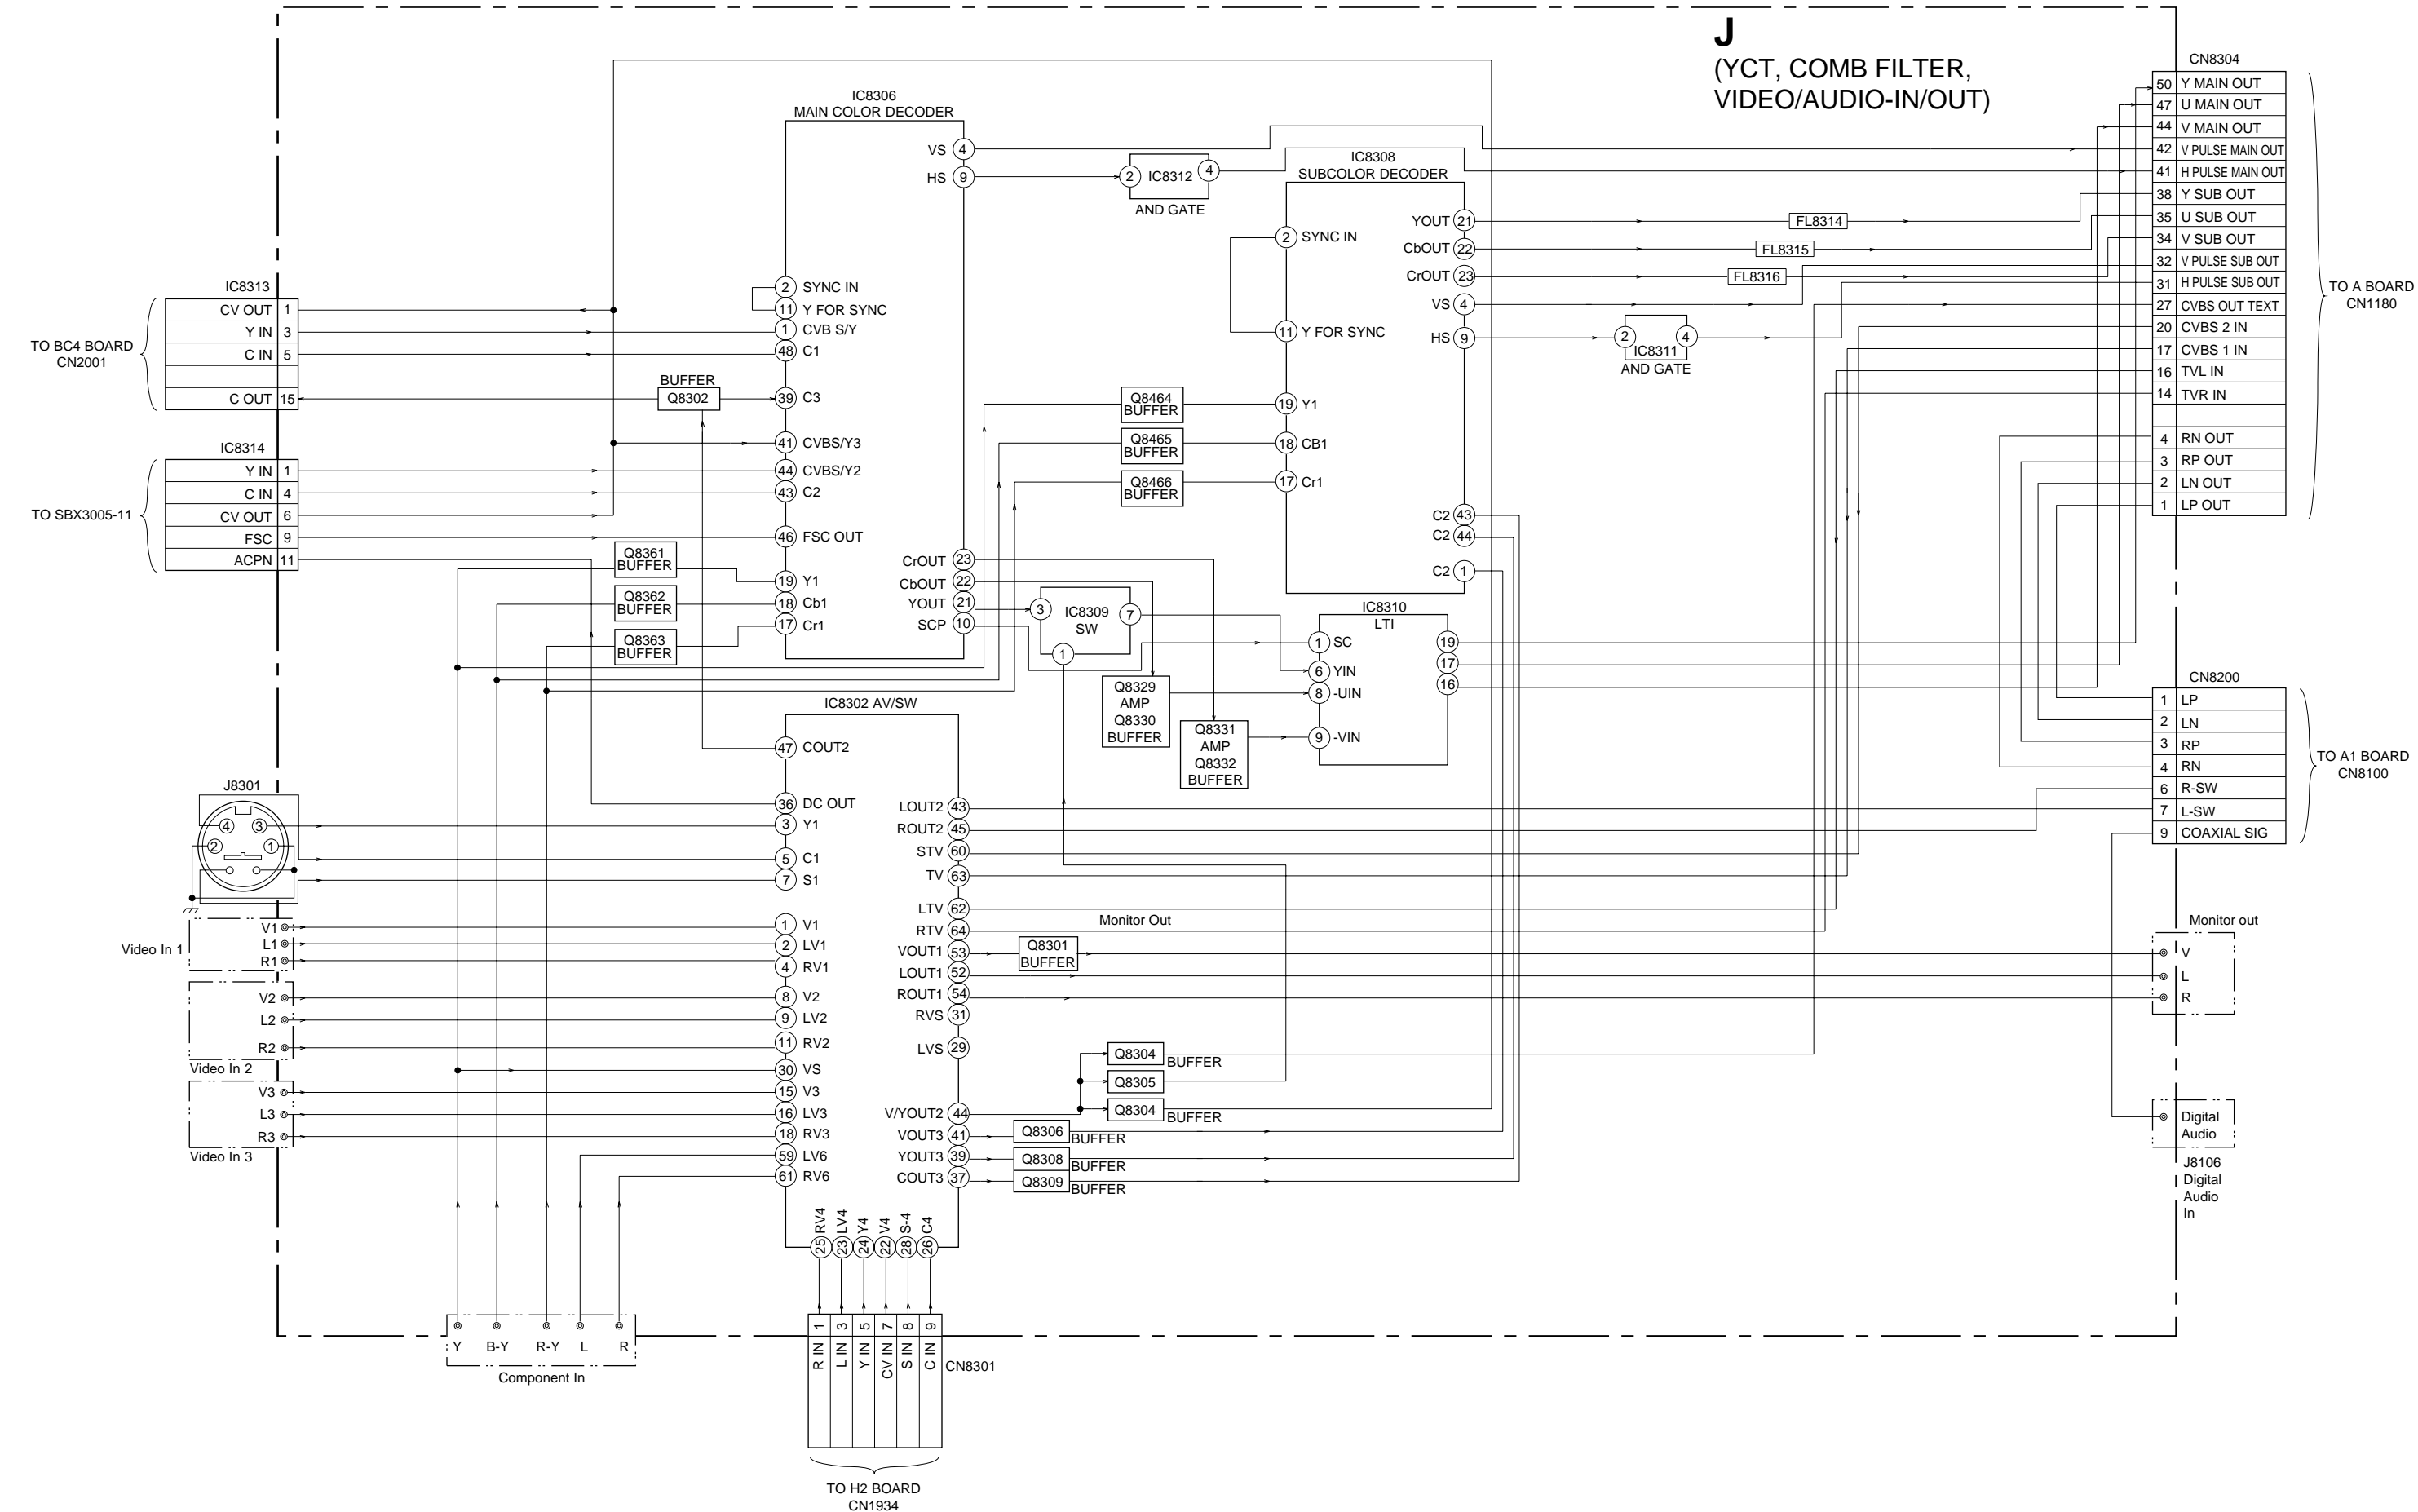 J
(YCT, COMB FILTER,
VIDEO/AUDIO-IN/OUT)
IC8306
MAIN COLOR DECODER
VS 4
HS 9
2 SYNC IN
11 Y FOR SYNC
1 CVB S/Y
48 C1
39 C3
41 CVBS/Y3
44 CVBS/Y2
43 C2
46 FSC OUT
19 Y1
18 Cb1
17 Cr1
CrOUT 23
CbOUT 22
YOUT 21
SCP 10
2 IC8312 4
AND GATE
IC8308
SUBCOLOR DECODER
2 SYNC IN
11 Y FOR SYNC
19 Y1
18 CB1
17 Cr1
YOUT 21
CbOUT 22
CrOUT 23
VS 4
HS 9
C2 43
C2 44
C2 1
FL8314
FL8315
FL8316
2 IC8311 4
AND GATE
IC8313
CV OUT 1
Y IN 3
C IN 5
C OUT 15
TO BC4 BOARD
CN2001
IC8314
Y IN 1
C IN 4
CV OUT 6
FSC 9
ACPN 11
TO SBX3005-11
BUFFER
Q8302
Q8361
BUFFER
Q8362
BUFFER
Q8363
BUFFER
Q8464
BUFFER
Q8465
BUFFER
Q8466
BUFFER
3 IC8309 7
SW
1
IC8310
LTI
1 SC
6 YIN
8 -UIN
9 -VIN
19
17
16
Q8329
AMP
Q8330
BUFFER
Q8331
AMP
Q8332
BUFFER
IC8302 AV/SW
47 COUT2
36 DC OUT
3 Y1
5 C1
7 S1
1 V1
2 LV1
4 RV1
8 V2
9 LV2
11 RV2
30 VS
15 V3
16 LV3
18 RV3
59 LV6
61 RV6
LOUT2 43
ROUT2 45
STV 60
TV 63
LTV 62
RTV 64
VOUT1 53
LOUT1 52
ROUT1 54
RVS 31
LVS 29
V/YOUT2 44
VOUT3 41
YOUT3 39
COUT3 37
RV4 LV4 Y4 V4 S-4 C4
25 23 24 22 28 26
Monitor Out
Q8301
BUFFER
Q8304
BUFFER
Q8305
Q8304
BUFFER
Q8306
BUFFER
Q8308
BUFFER
Q8309
BUFFER
J8301
4 3
2 1
Video In 1
V1
L1
R1
V2
L2
R2
Video In 2
V3
L3
R3
Video In 3
Y B-Y R-Y L R
Component In
1 3 5 7 8 9
R IN L IN Y IN CV IN S IN C IN
CN8301
TO H2 BOARD
CN1934
CN8304
50 Y MAIN OUT
47 U MAIN OUT
44 V MAIN OUT
42 V PULSE MAIN OUT
41 H PULSE MAIN OUT
38 Y SUB OUT
35 U SUB OUT
34 V SUB OUT
32 V PULSE SUB OUT
31 H PULSE SUB OUT
27 CVBS OUT TEXT
20 CVBS 2 IN
17 CVBS 1 IN
16 TVL IN
14 TVR IN
4 RN OUT
3 RP OUT
2 LN OUT
1 LP OUT
TO A BOARD
CN1180
CN8200
1 LP
2 LN
3 RP
4 RN
6 R-SW
7 L-SW
9 COAXIAL SIG
TO A1 BOARD
CN8100
Monitor out
V
L
R
Digital
Audio
J8106
Digital
Audio
In